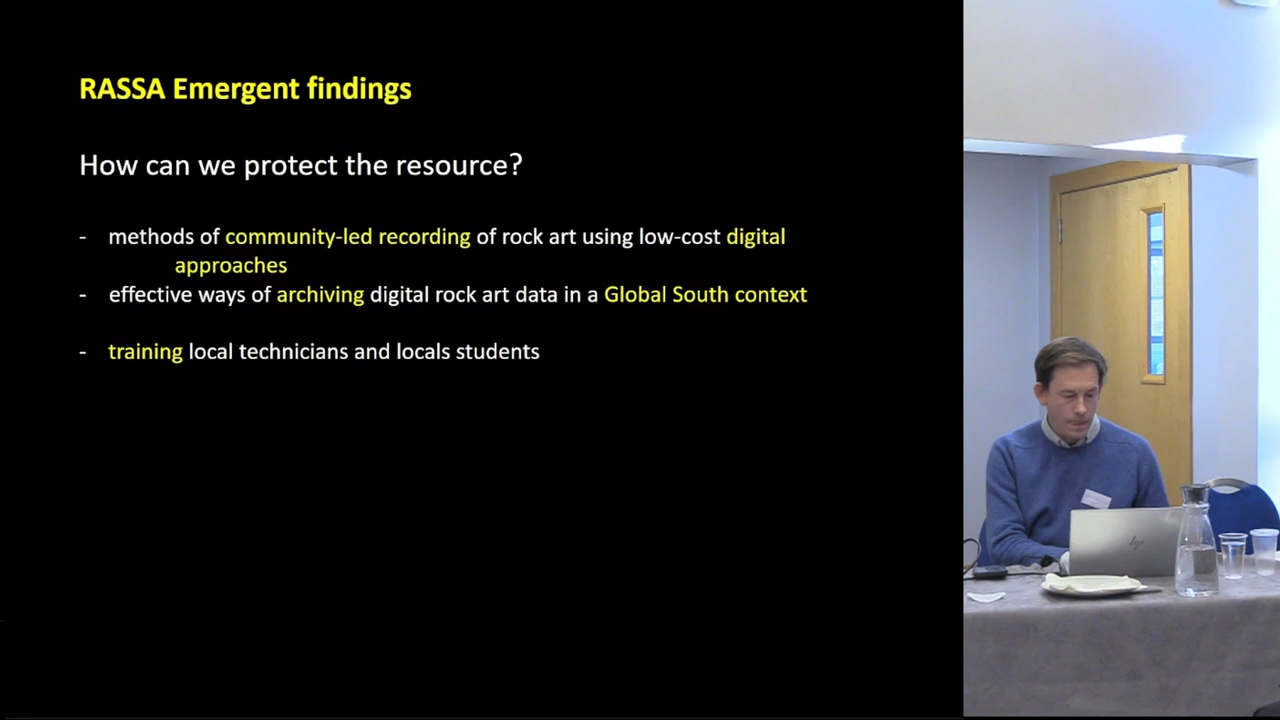 RASSA Emergent findings
How can we protect the resource?
- methods of community-led recording of rock art using low-cost digital
approaches
- effective ways of archiving digital rock art data in a Global South context
- training local technicians and locals students
hp